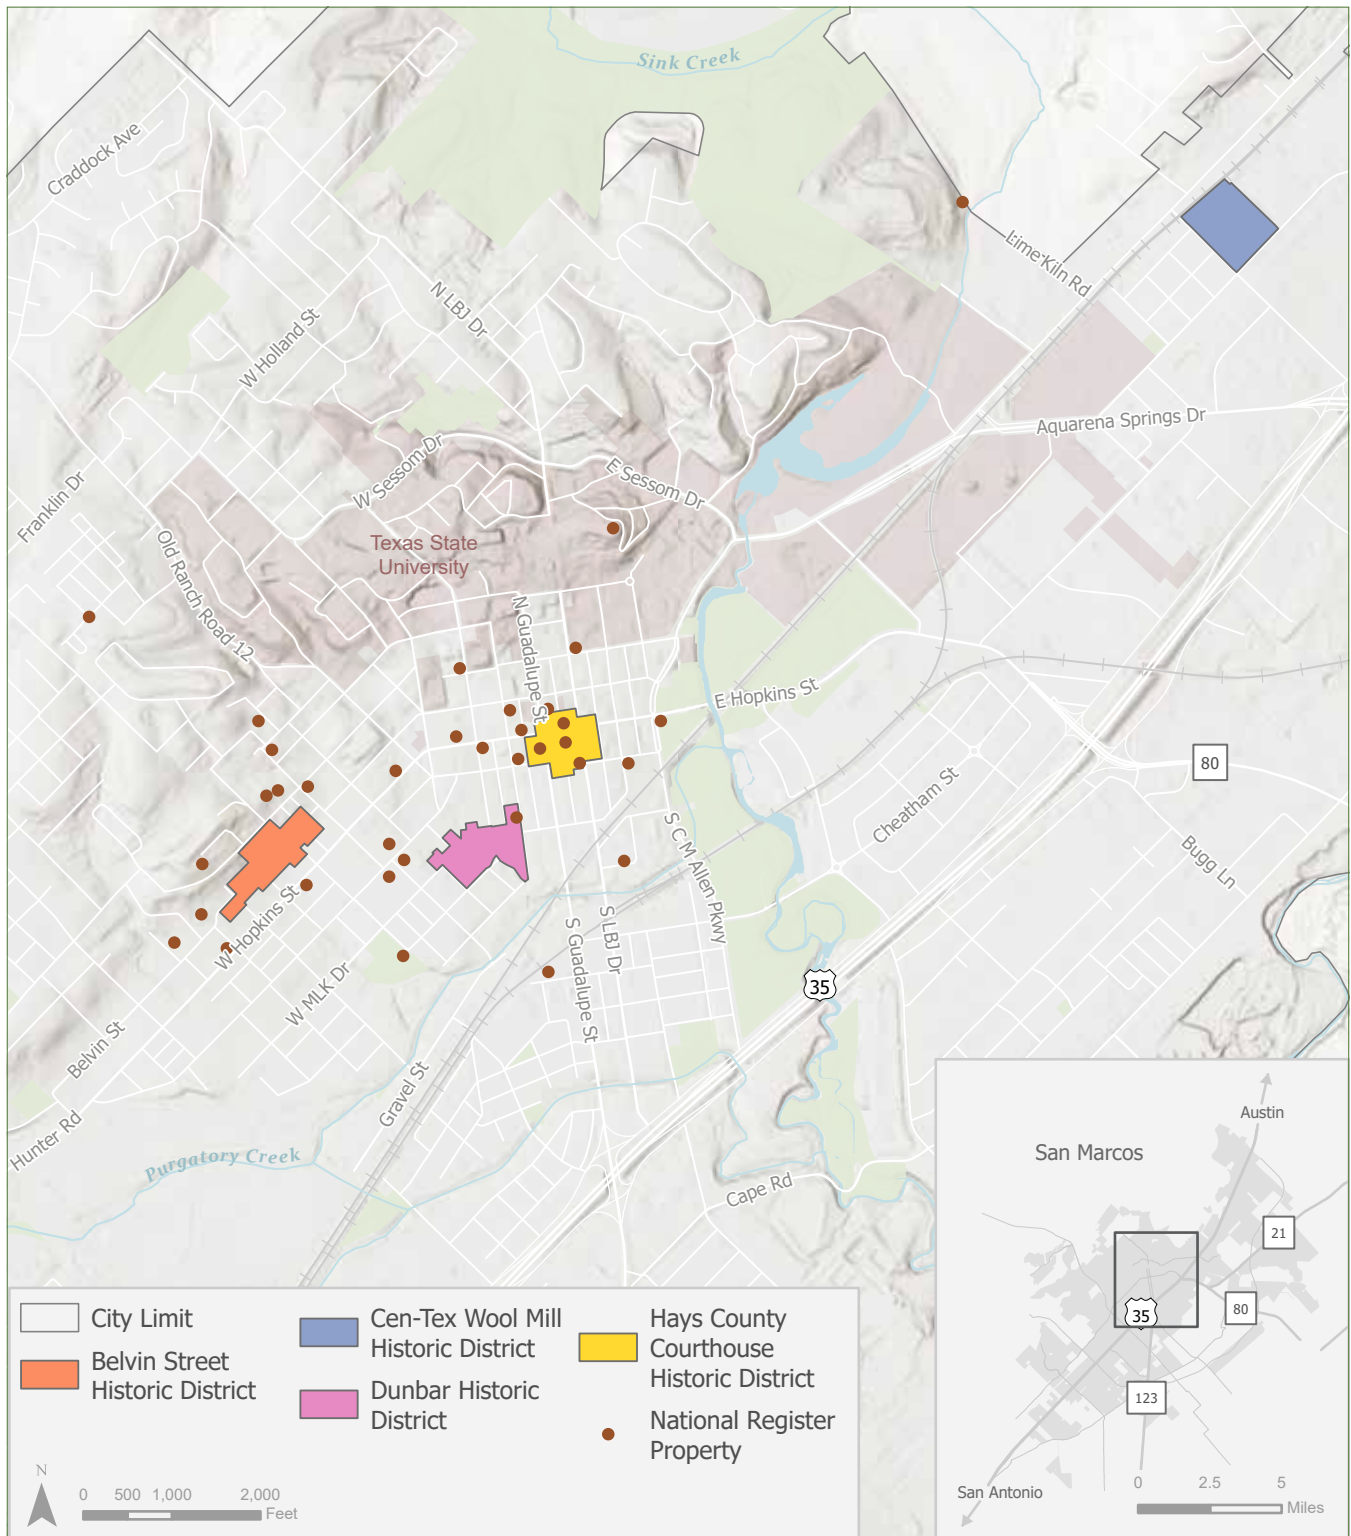 Sink Creek
Craddock Ave
Lime Kiln Rd
N LBJ Dr
W Holland St
Aquarena Springs Dr
W Sessom Dr
E Sessom Dr
Franklin Dr
Texas State
University
Old Ranch Road 12
N Guadalupe St
E Hopkins St
80
Cheatham St
S C M Allen Pkwy
Bugg Ln
W Hopkins St
S LBJ Dr
S Guadalupe St
35
W MLK Dr
Belvin St
Gravel St
Hunter Rd
Purgatory Creek
Cape Rd
Austin
San Marcos
21
80
35
123
San Antonio
0 2.5 5
Miles
City Limit
Belvin Street
Historic District
Cen-Tex Wool Mill
Historic District
Dunbar Historic
District
Hays County
Courthouse
Historic District
National Register
Property
N
0 500 1,000 2,000
Feet